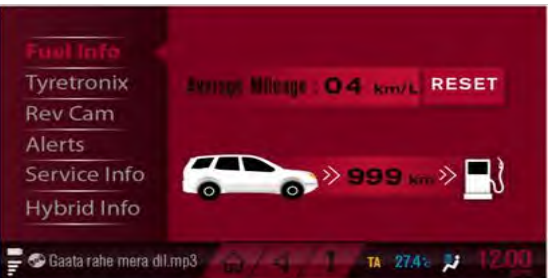 Fuel Info
Tyretronix
Rev Cam
Alerts
Service Info
Hybrid Info
Average Mileage : 04 km/L RESET
999 km
Gaata rahe mera dil.mp3
TA 27.4°c 12.00